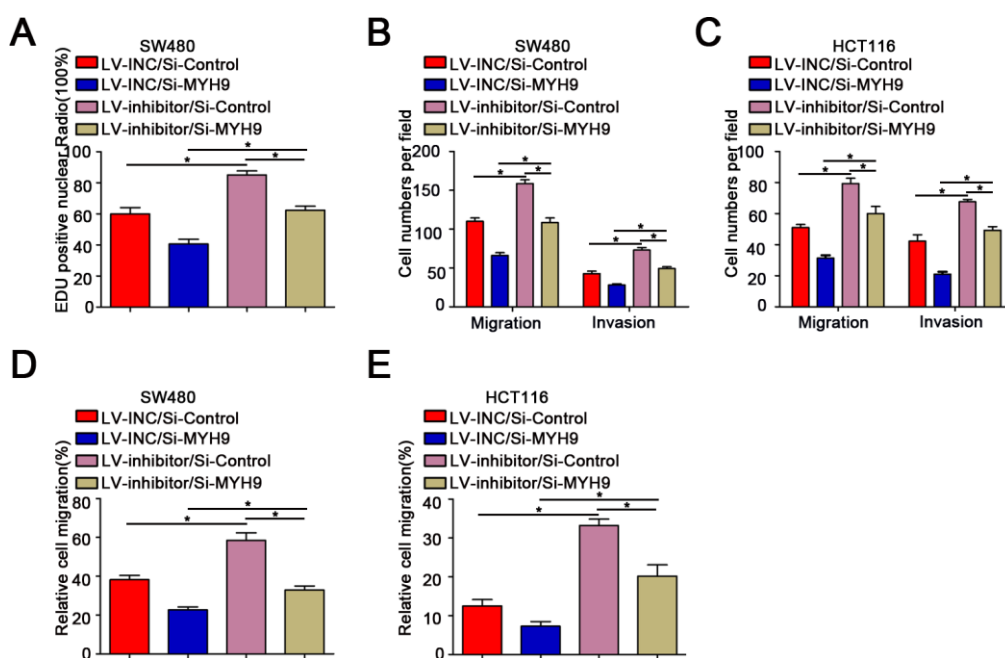 A
SW480
LV-INC/Si-Control
LV-INC/Si-MYH9
LV-inhibitor/Si-Control
LV-inhibitor/Si-MYH9
EDU positive nuclear Radio(100%)
100
80
60
40
20
0
*
*
*
B
SW480
LV-INC/Si-Control
LV-INC/Si-MYH9
LV-inhibitor/Si-Control
LV-inhibitor/Si-MYH9
Cell numbers per field
200
150
100
50
0
*
*
*
*
*
*
Migration Invasion
C
HCT116
LV-INC/Si-Control
LV-INC/Si-MYH9
LV-inhibitor/Si-Control
LV-inhibitor/Si-MYH9
Cell numbers per field
100
80
60
40
20
0
*
*
*
*
*
*
Migration Invasion
D
SW480
LV-INC/Si-Control
LV-INC/Si-MYH9
LV-inhibitor/Si-Control
LV-inhibitor/Si-MYH9
Relative cell migration(%)
80
60
40
20
0
*
*
*
E
HCT116
LV-INC/Si-Control
LV-INC/Si-MYH9
LV-inhibitor/Si-Control
LV-inhibitor/Si-MYH9
Relative cell migration(%)
40
30
20
10
0
*
*
*